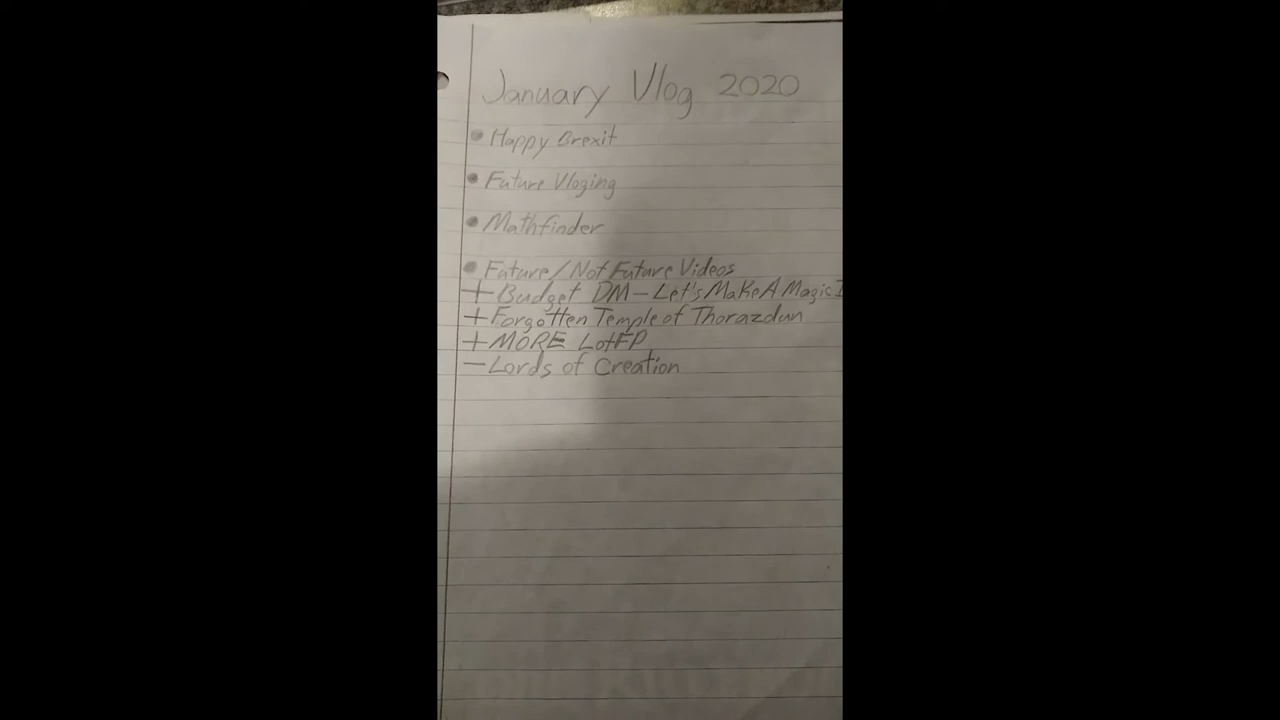 January Vlog 2020
• Happy Brexit
• Future Vloging
• Mathfinder
• Future/Not Future Videos
+ Budget DM - Let's Make A Magic I
+ Forgotten Temple of Thorazdun
+ MORE LotFP
- Lords of Creation